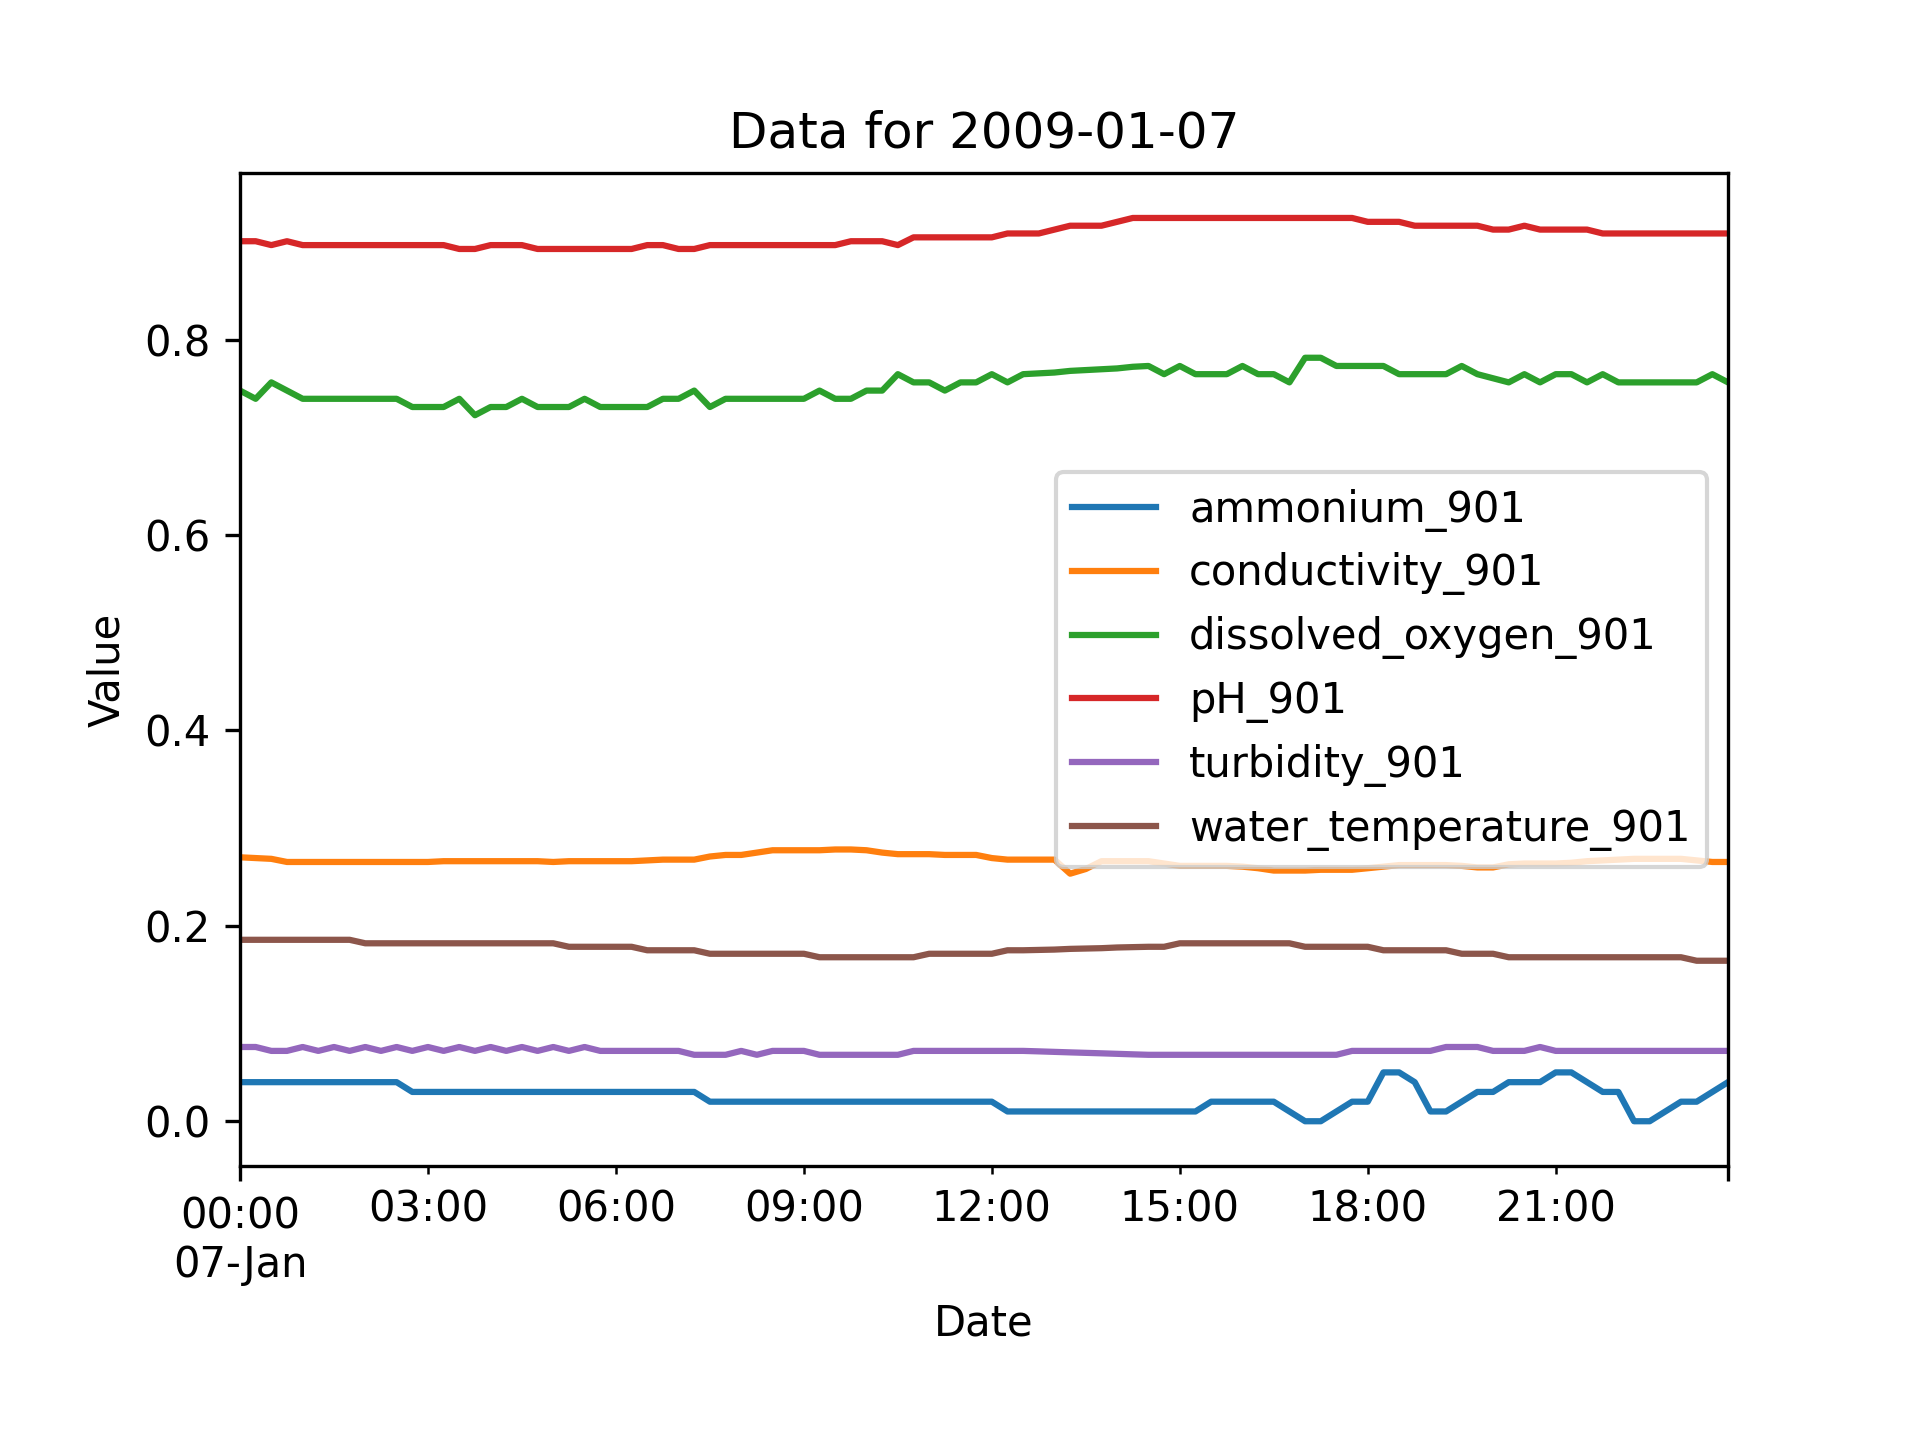 Data for 2009-01-07
0.8
0.6
0.4
0.2
0.0
Value
ammonium_901
conductivity_901
dissolved_oxygen_901
pH_901
turbidity_901
water_temperature_901
00:00 03:00 06:00 09:00 12:00 15:00 18:00 21:00
07-Jan
Date